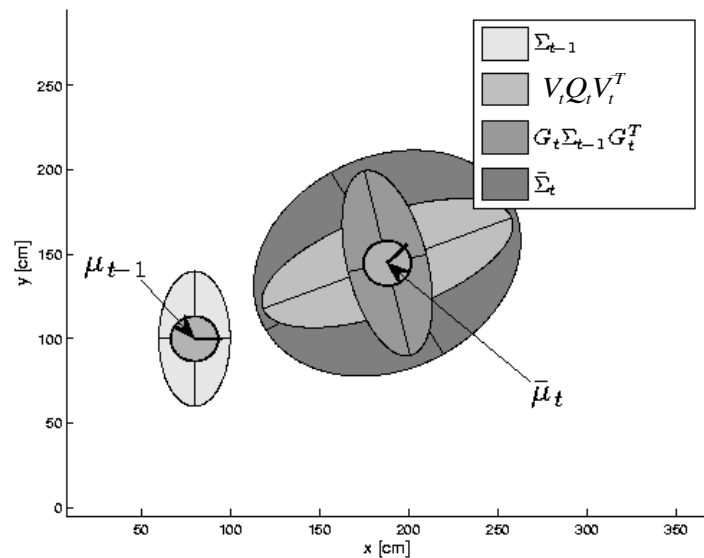 Σ_{t-1}
V_t Q_t V_t^T
G_t Σ_{t-1} G_t^T
Σ̄_t
250
200
150
100
50
0
y [cm]
μ_{t-1}
μ̄_t
50 100 150 200 250 300 350
x [cm]